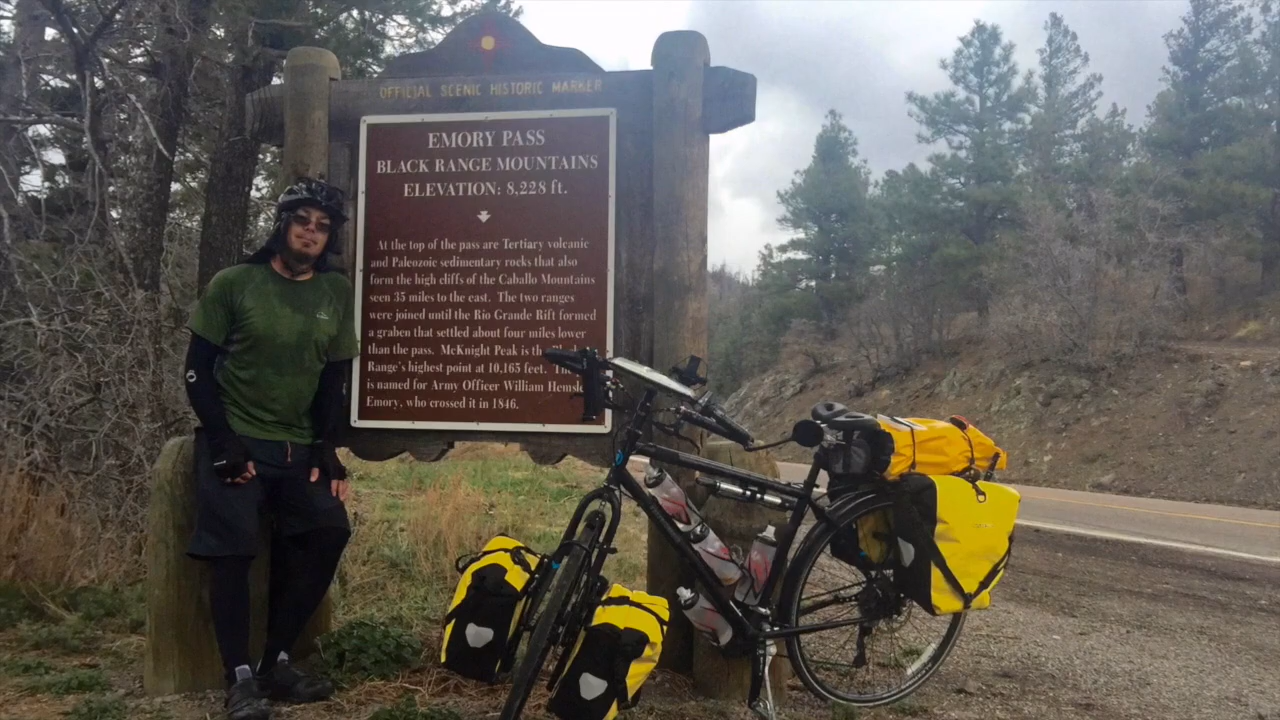 OFFICIAL SCENIC HISTORIC MARKER
EMORY PASS
BLACK RANGE MOUNTAINS
ELEVATION: 8,228 ft.
At the top of the pass are Tertiary volcanic
and Paleozoic sedimentary rocks that also
form the high cliffs of the Caballo Mountains
seen 35 miles to the east. The two ranges
were joined until the Rio Grande Rift formed
a graben that settled about four miles lower
than the pass. McKnight Peak is the
Range's highest point at 10,165 feet.
is named for Army Officer William
Emory, who crossed it in 1846.